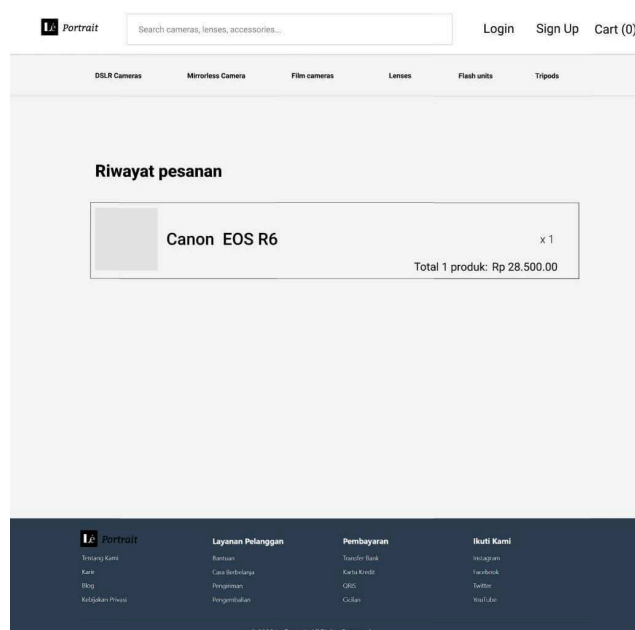 Lé Portrait
Search cameras, lenses, accessories...
Login Sign Up Cart (0)
DSLR Cameras Mirrorless Camera Film cameras Lenses Flash units Tripods
Riwayat pesanan
Canon EOS R6
x 1
Total 1 produk: Rp 28.500.00
Lé Portrait Layanan Pelanggan Pembayaran Ikuti Kami
Tentang Kami Bantuan Transfer Bank Instagram
Karir Cara Berbelanja Kartu Kredit Facebook
Blog Pengiriman QRIS Twitter
Kebijakan Privasi Pengembalian Cicilan YouTube